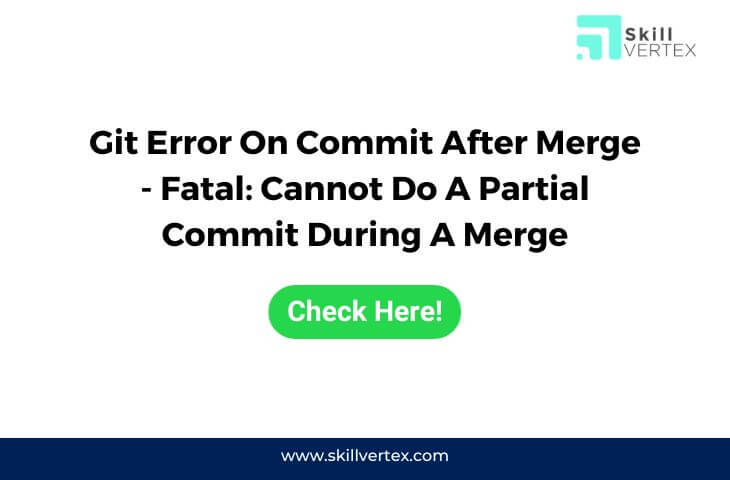 Skill
VERTEX
Git Error On Commit After Merge
- Fatal: Cannot Do A Partial
Commit During A Merge
Check Here!
www.skillvertex.com